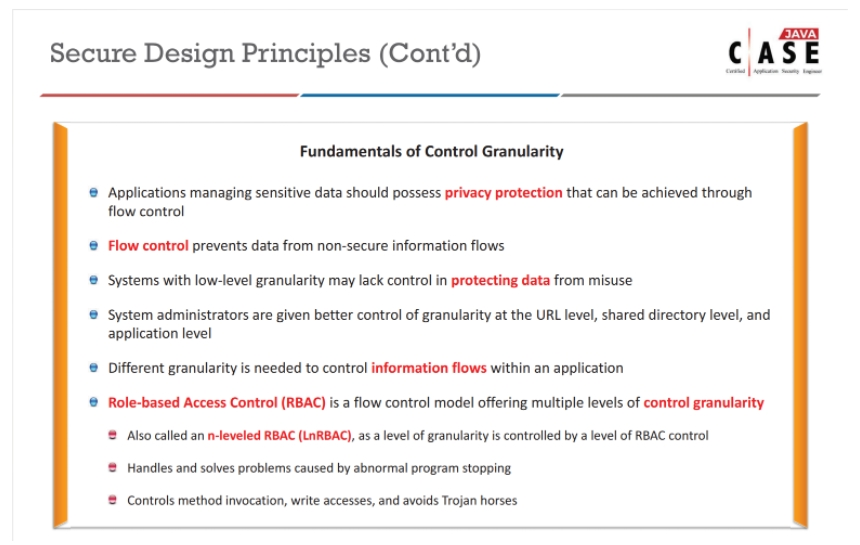 Secure Design Principles (Cont’d)
JAVA
CASE
Certified Application Security Engineer
Fundamentals of Control Granularity
Applications managing sensitive data should possess privacy protection that can be achieved through
flow control
Flow control prevents data from non-secure information flows
Systems with low-level granularity may lack control in protecting data from misuse
System administrators are given better control of granularity at the URL level, shared directory level, and
application level
Different granularity is needed to control information flows within an application
Role-based Access Control (RBAC) is a flow control model offering multiple levels of control granularity
Also called an n-leveled RBAC (LnRBAC), as a level of granularity is controlled by a level of RBAC control
Handles and solves problems caused by abnormal program stopping
Controls method invocation, write accesses, and avoids Trojan horses